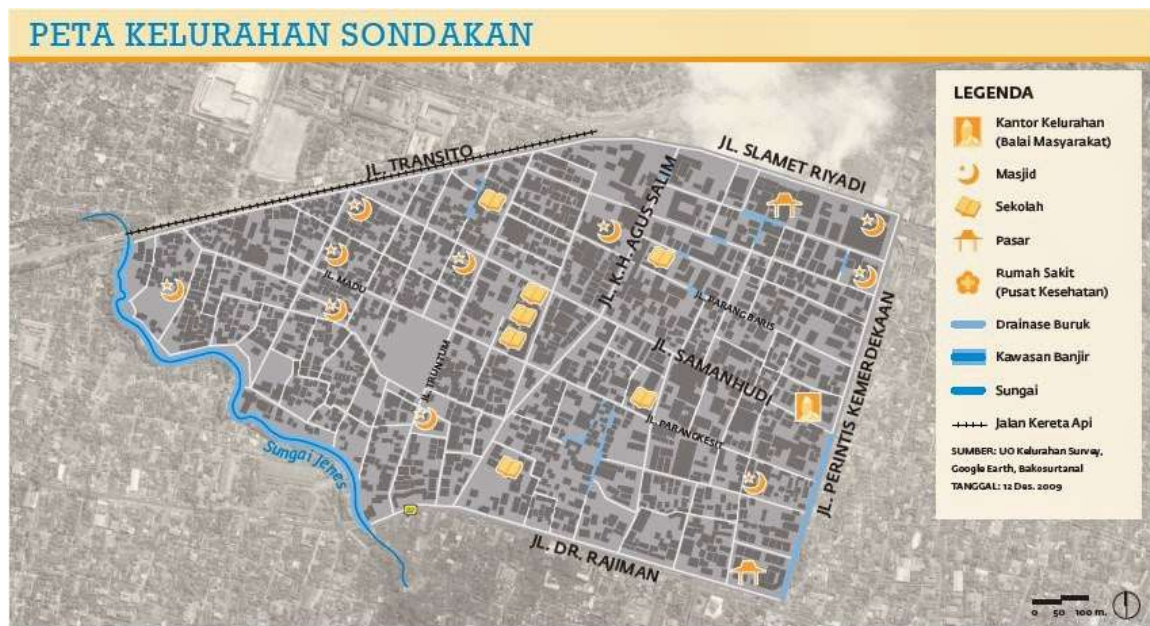 PETA KELURAHAN SONDAKAN
JL. TRANSITO
JL. SLAMET RIYADI
JL. K.H. AGUS SALIM
JL. MADU
JL. PARANG BARIS
JL. SAMANHUDI
JL. TRUNTUM
JL. PARANGKESIT
JL. PERINTIS KEMERDEKAAN
Sungai Jenes
JL. DR. RAJIMAN
LEGENDA
Kantor Kelurahan
(Balai Masyarakat)
Masjid
Sekolah
Pasar
Rumah Sakit
(Pusat Kesehatan)
Drainase Buruk
Kawasan Banjir
Sungai
Jalan Kereta Api
SUMBER: UO Kelurahan Survey,
Google Earth, Bakosurtanal
TANGGAL: 12 Des. 2009
0 50 100 m.